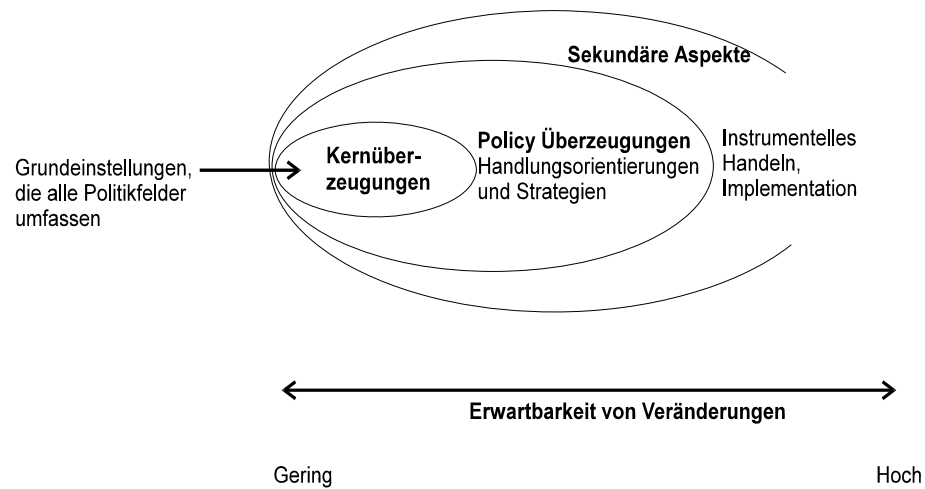 Sekundäre Aspekte
Grundeinstellungen,
die alle Politikfelder
umfassen
Kernüber-
zeugungen
Policy Überzeugungen
Handlungsorientierungen
und Strategien
Instrumentelles
Handeln,
Implementation
Erwartbarkeit von Veränderungen
Gering
Hoch